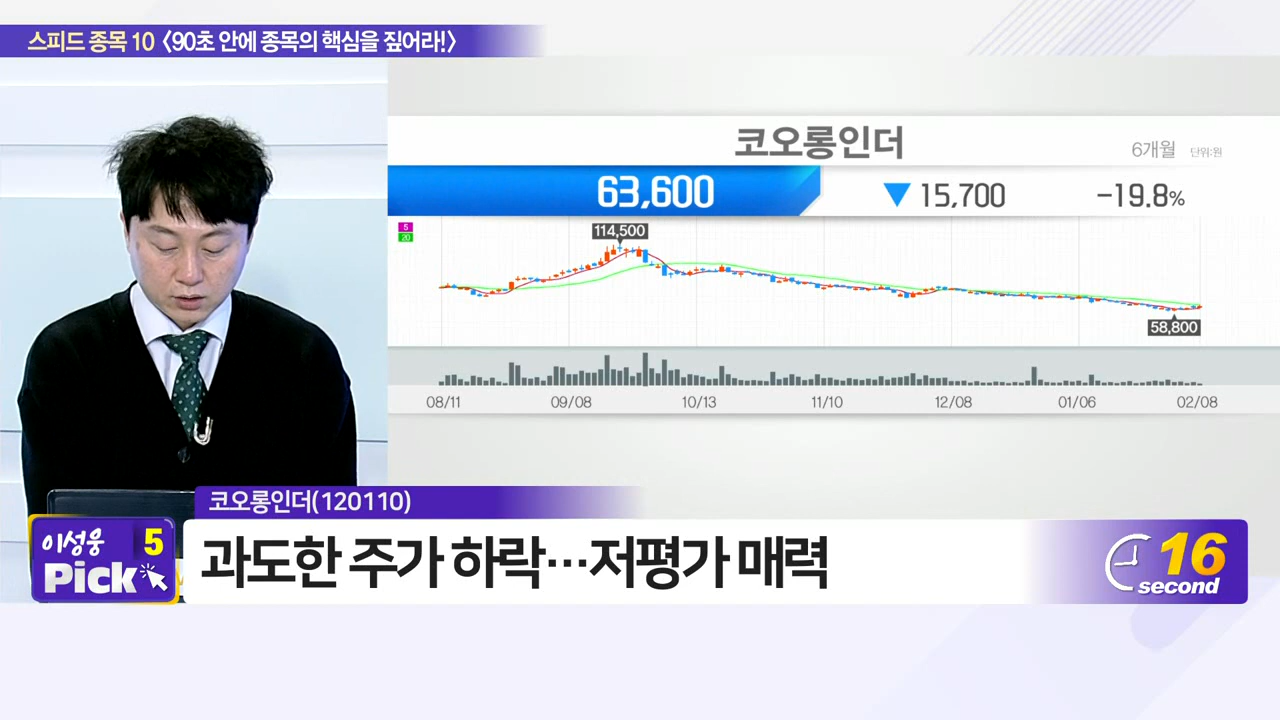 스피드 종목 10 〈90초 안에 종목의 핵심을 짚어라!〉
코오롱인더
6개월 단위:원
63,600 ▼ 15,700 -19.8%
5
20
114,500
58,800
08/11 09/08 10/13 11/10 12/08 01/06 02/08
코오롱인더(120110)
이성웅 5
Pick
과도한 주가 하락…저평가 매력
16
second